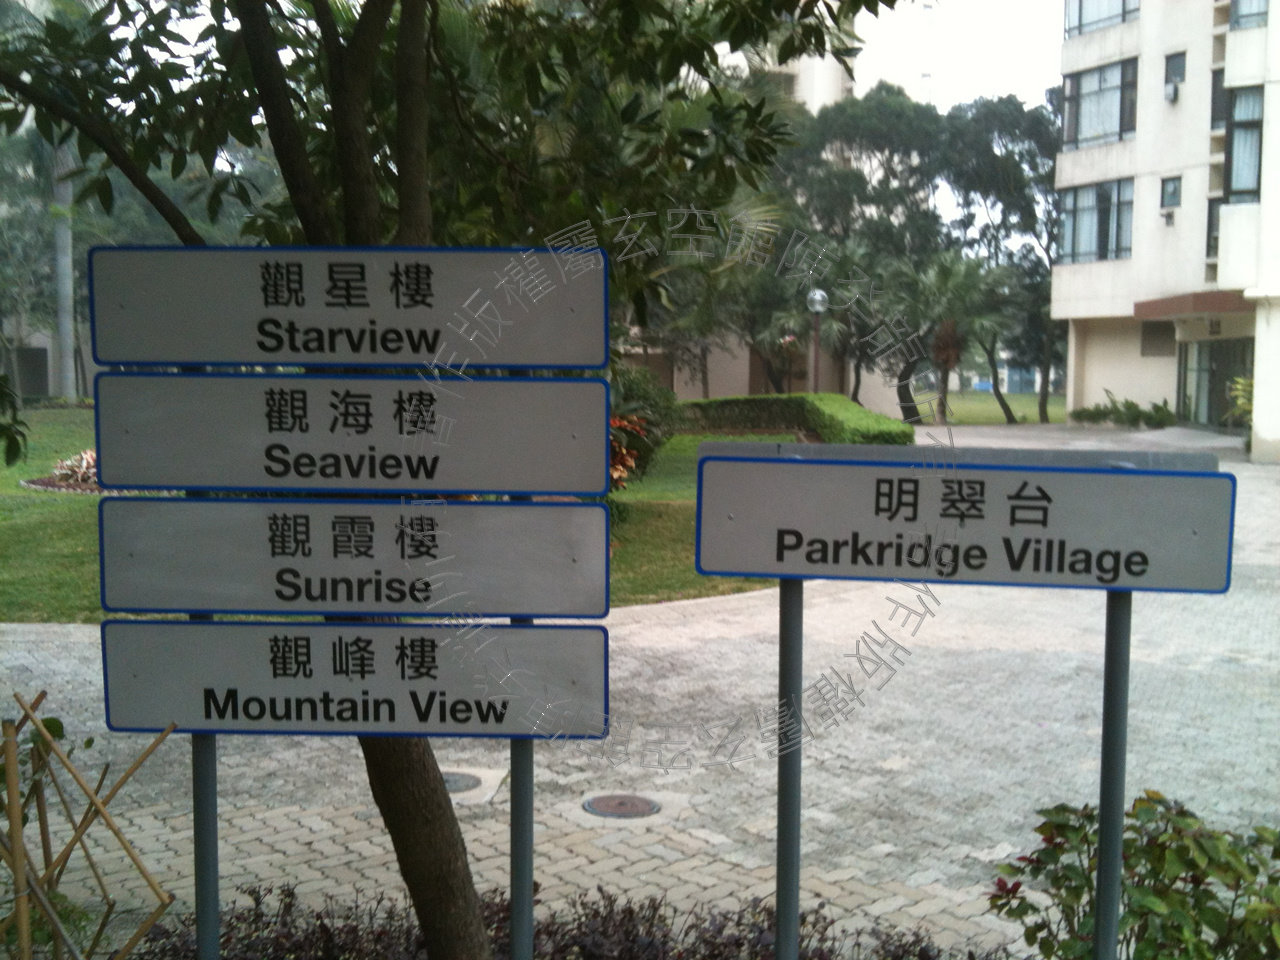 觀星樓
Starview
觀海樓
Seaview
觀霞樓
Sunrise
觀峰樓
Mountain View
明翠台
Parkridge Village